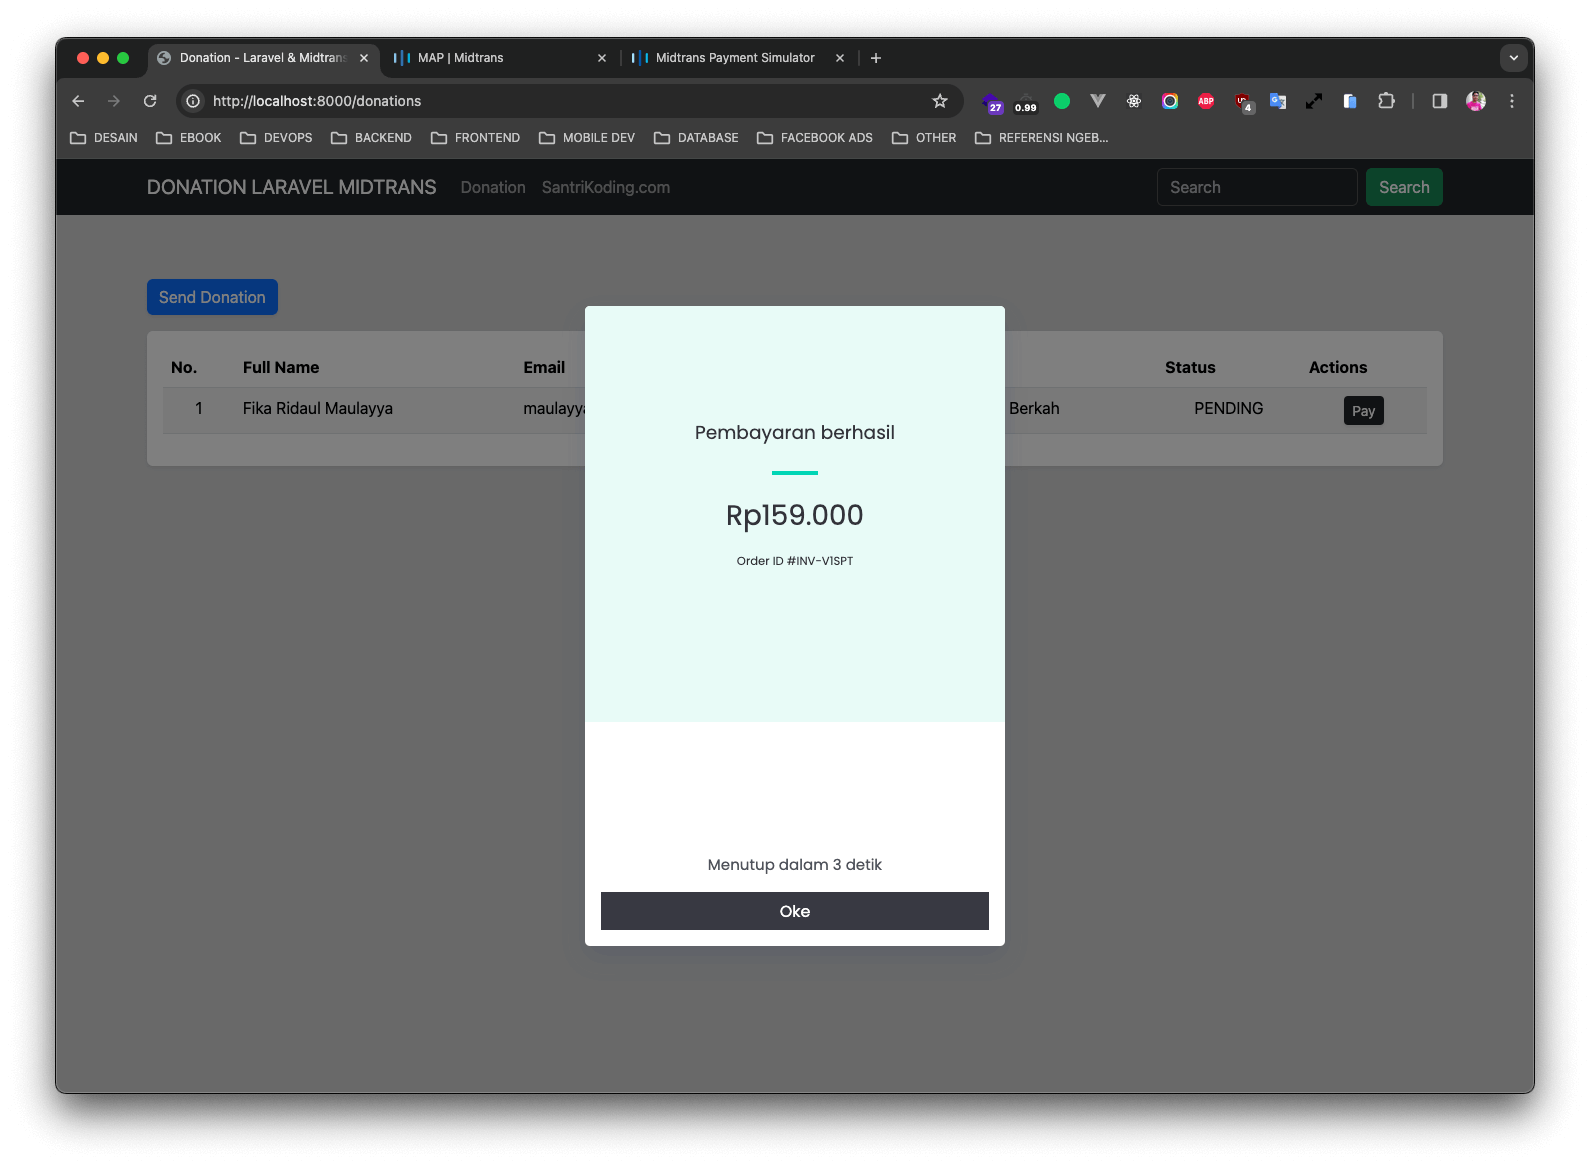 Donation - Laravel & Midtrans
MAP | Midtrans
Midtrans Payment Simulator
http://localhost:8000/donations
27
0.99
ABP
4
DESAIN
EBOOK
DEVOPS
BACKEND
FRONTEND
MOBILE DEV
DATABASE
FACEBOOK ADS
OTHER
REFERENSI NGEB...
DONATION LARAVEL MIDTRANS
Donation
SantriKoding.com
Search
Search
Send Donation
No. Full Name Email Status Actions
1 Fika Ridaul Maulayya maulayya Berkah PENDING Pay
Pembayaran berhasil
Rp159.000
Order ID #INV-V1SPT
Menutup dalam 3 detik
Oke